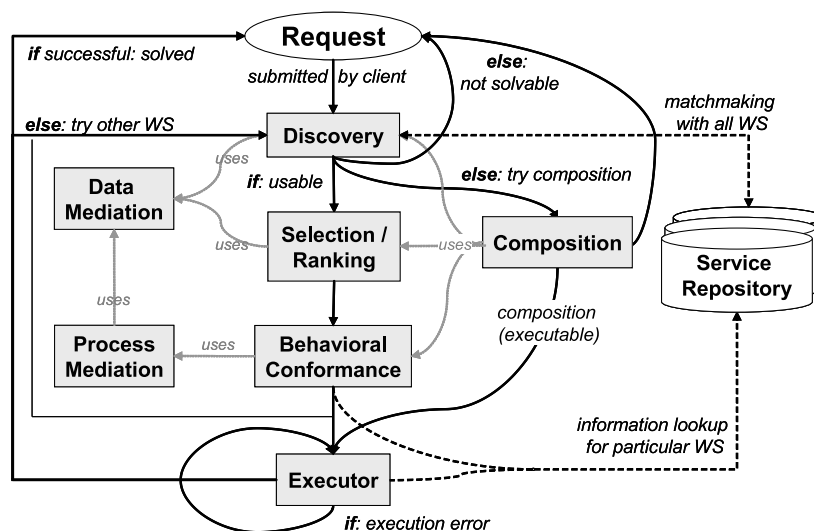 Request
if successful: solved
else:
not solvable
submitted by client
else: try other WS
matchmaking
with all WS
Discovery
uses
if: usable
else: try composition
Data
Mediation
Selection /
Ranking
uses
uses
Composition
Service
Repository
uses
composition
(executable)
Process
Mediation
uses
Behavioral
Conformance
information lookup
for particular WS
Executor
if: execution error